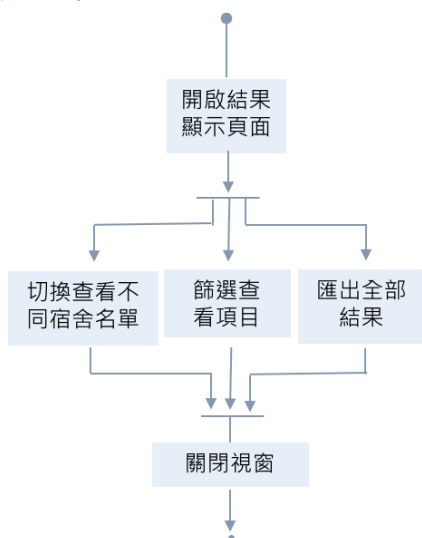 開啟結果
顯示頁面
切換查看不
同宿舍名單
篩選查
看項目
匯出全部
結果
關閉視窗